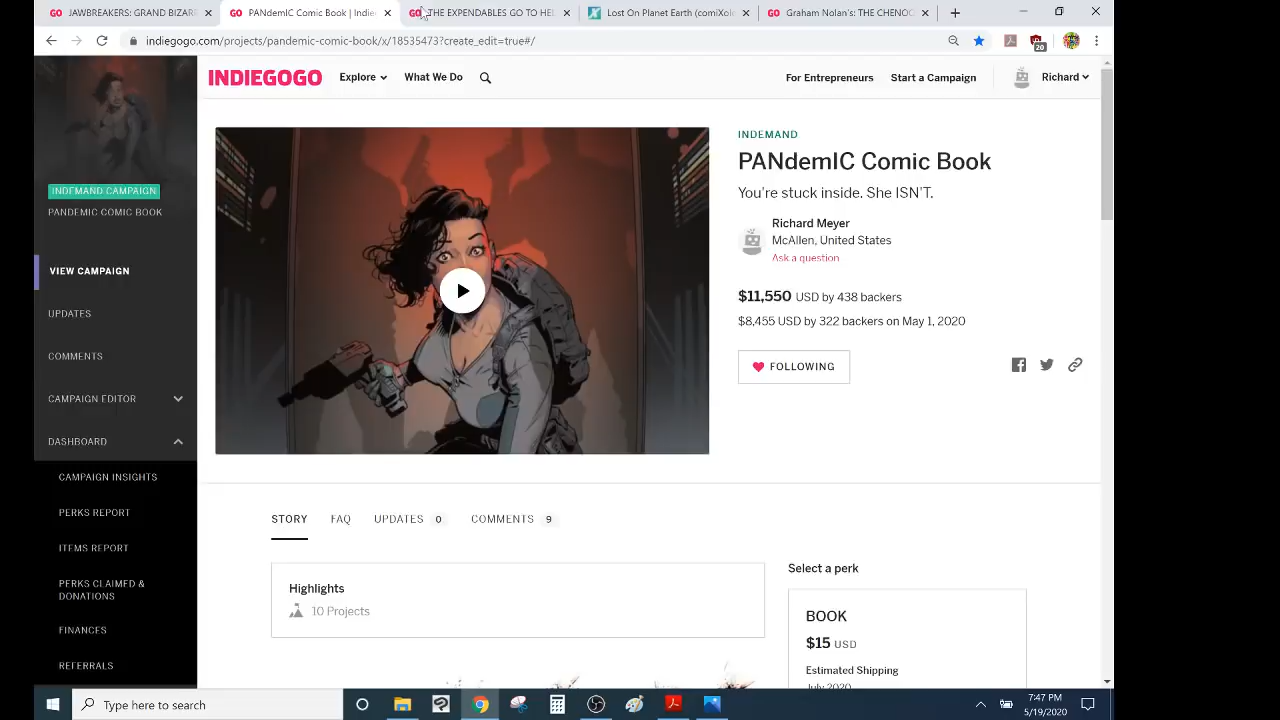 JAWBREAKERS: GRAND BIZAR
PANdemIC Comic Book | Indie
THE EXPENDABLES GO TO HEL
Lost On Planet Earth (comiXolo
Graham Nolan's: THE CHENOO
indiegogo.com/projects/pandemic-comic-book/x/18535473?create_edit=true#/
20
INDIEGOGO
Explore
What We Do
For Entrepreneurs
Start a Campaign
Richard
INDEMAND CAMPAIGN
PANDEMIC COMIC BOOK
VIEW CAMPAIGN
UPDATES
COMMENTS
CAMPAIGN EDITOR
DASHBOARD
CAMPAIGN INSIGHTS
PERKS REPORT
ITEMS REPORT
PERKS CLAIMED &
DONATIONS
FINANCES
REFERRALS
INDEMAND
PANdemIC Comic Book
You're stuck inside. She ISN'T.
Richard Meyer
McAllen, United States
Ask a question
$11,550 USD by 438 backers
$8,455 USD by 322 backers on May 1, 2020
FOLLOWING
STORY
FAQ
UPDATES 0
COMMENTS 9
Highlights
10 Projects
Select a perk
BOOK
$15 USD
Estimated Shipping
July 2020
Type here to search
7:47 PM
5/19/2020